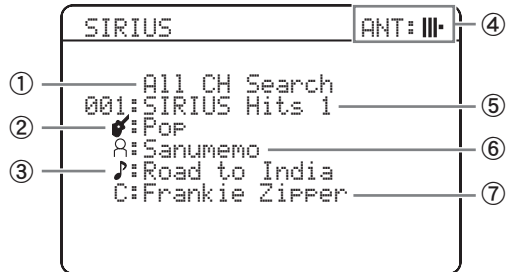 SIRIUS ANT: ④
① All CH Search
001:SIRIUS Hits 1 ⑤
② :Pop
:Sanumemo ⑥
③ ♪:Road to India
C:Frankie Zipper ⑦